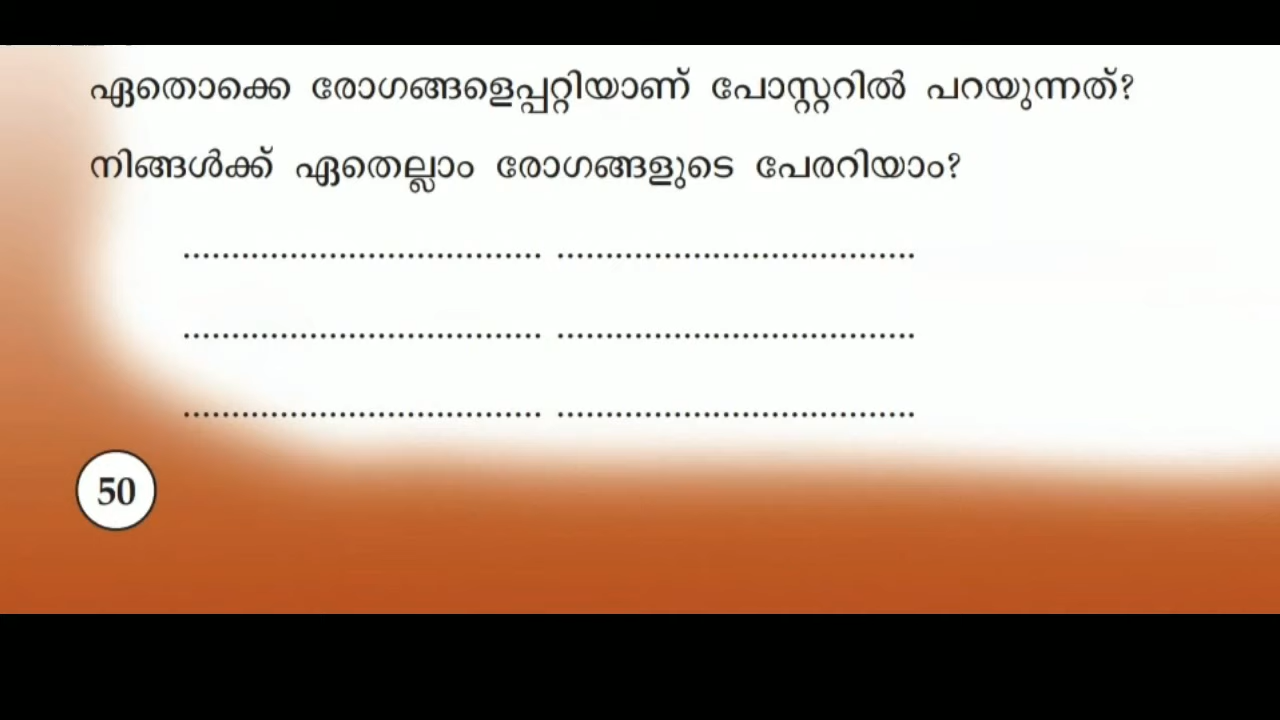 ഏതൊക്കെ രോഗങ്ങളെപ്പറ്റിയാണ് പോസ്റ്ററിൽ പറയുന്നത്?
നിങ്ങൾക്ക് ഏതെല്ലാം രോഗങ്ങളുടെ പേരറിയാം?
..................................... .....................................
..................................... .....................................
..................................... .....................................
50